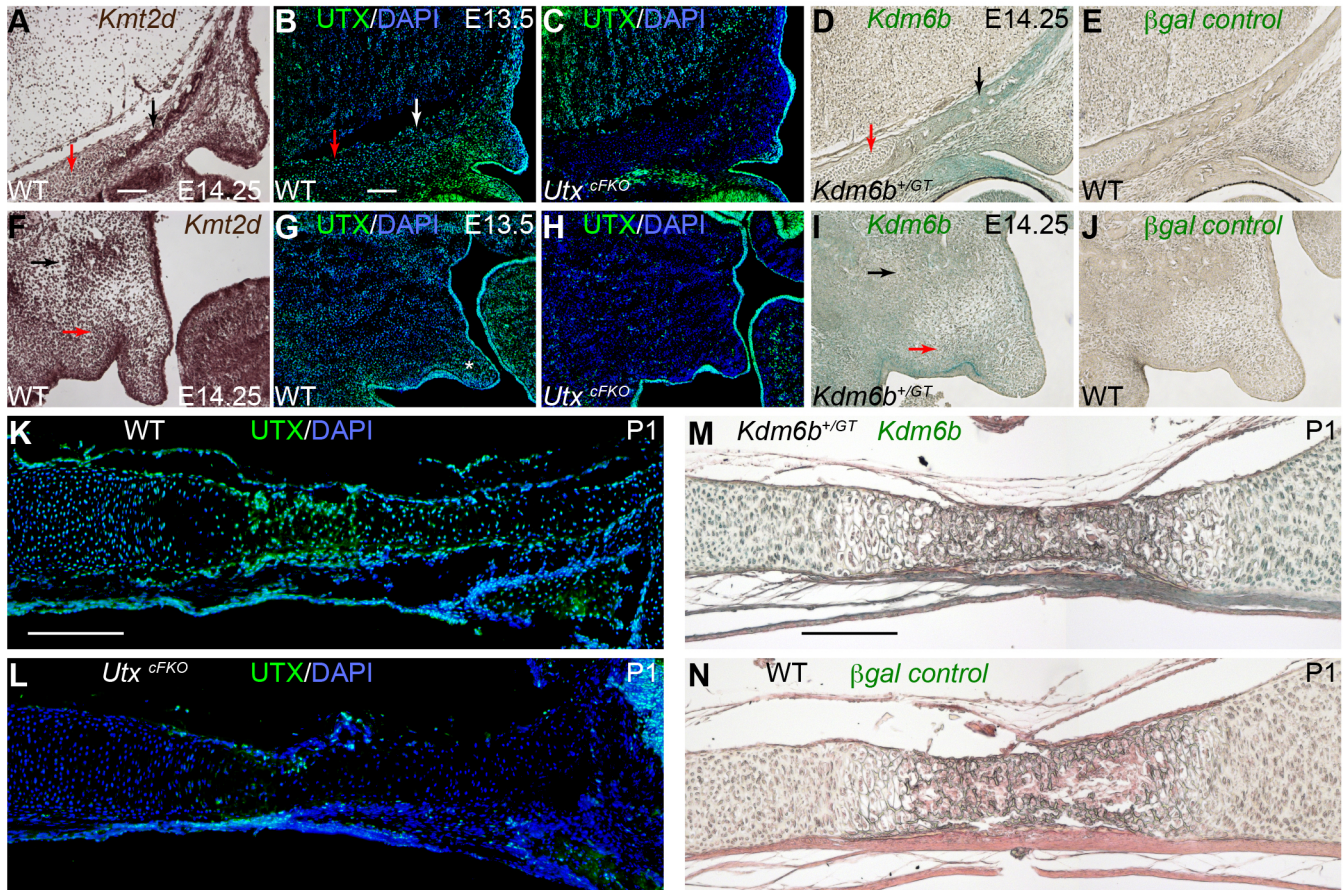 A Kmt2d
WT E14.25
B UTX/DAPI E13.5
WT
C UTX/DAPI
Utx cFKO
D Kdm6b E14.25
Kdm6b+/GT
E βgal control
WT
F Kmt2d
WT E14.25
G UTX/DAPI E13.5
*
WT
H UTX/DAPI
Utx cFKO
I Kdm6b E14.25
Kdm6b+/GT
J βgal control
WT
K WT UTX/DAPI P1
L Utx cFKO UTX/DAPI P1
M Kdm6b+/GT Kdm6b P1
N WT βgal control P1